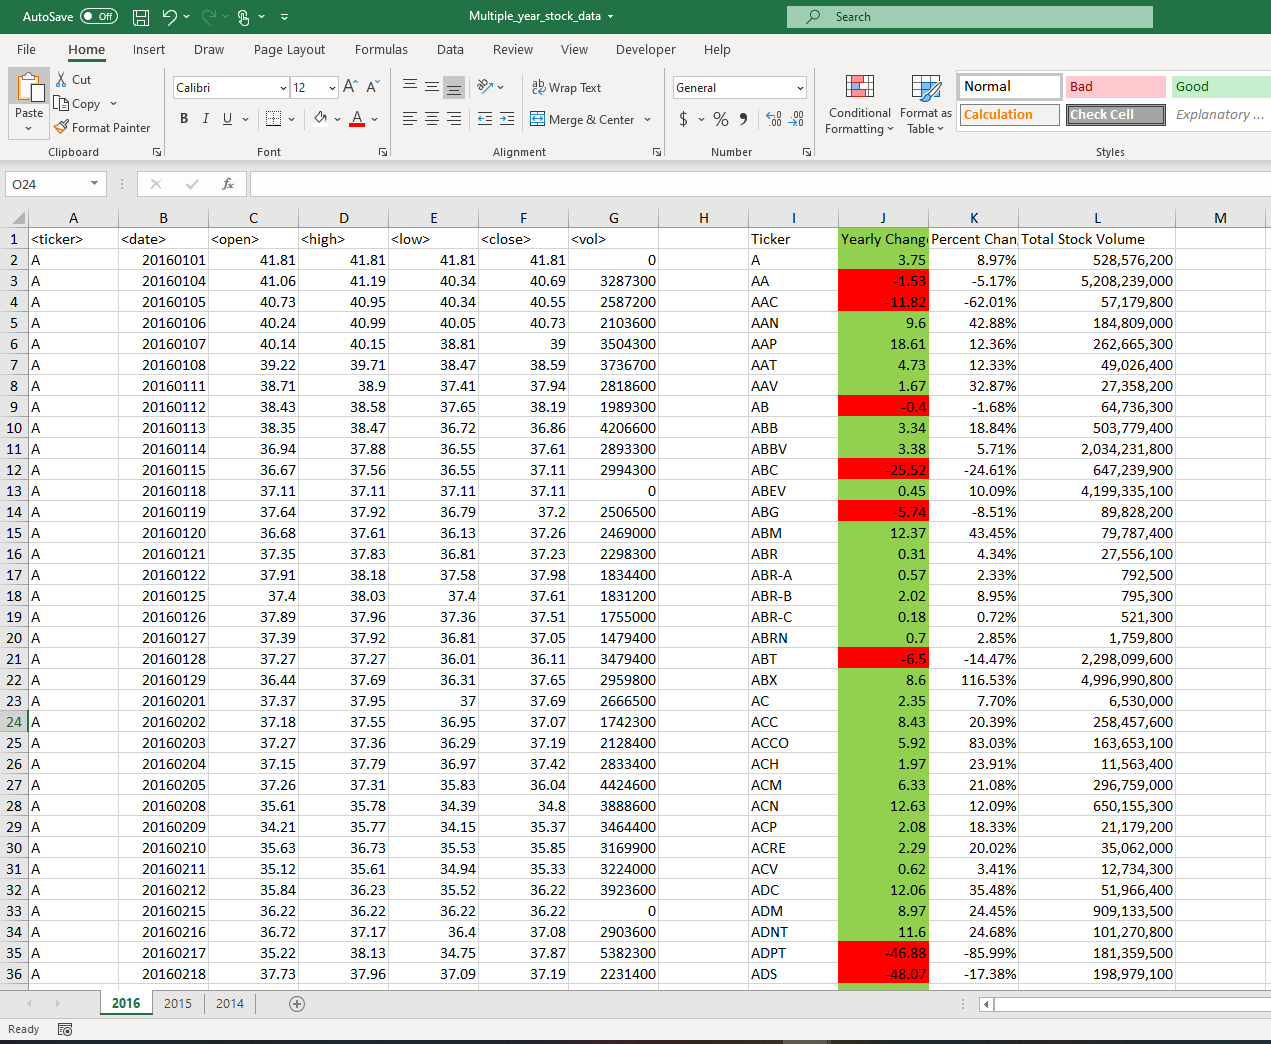 AutoSave Off Multiple_year_stock_data Search
File Home Insert Draw Page Layout Formulas Data Review View Developer Help
Paste Cut Copy Format Painter Calibri 12 A A B I U A ab Wrap Text Merge & Center General $ % Conditional Formatting Format as Table Normal Bad Good
Calculation Check Cell Explanatory ...
Clipboard Font Alignment Number Styles
O24 fx
A B C D E F G H I J K L M
1 <ticker> <date> <open> <high> <low> <close> <vol> Ticker Yearly Change Percent Chan Total Stock Volume
2 A 20160101 41.81 41.81 41.81 41.81 0 A 3.75 8.97% 528,576,200
3 A 20160104 41.06 41.19 40.34 40.69 3287300 AA -1.53 -5.17% 5,208,239,000
4 A 20160105 40.73 40.95 40.34 40.55 2587200 AAC -11.82 -62.01% 57,179,800
5 A 20160106 40.24 40.99 40.05 40.73 2103600 AAN 9.6 42.88% 184,809,000
6 A 20160107 40.14 40.15 38.81 39 3504300 AAP 18.61 12.36% 262,665,300
7 A 20160108 39.22 39.71 38.47 38.59 3736700 AAT 4.73 12.33% 49,026,400
8 A 20160111 38.71 38.9 37.41 37.94 2818600 AAV 1.67 32.87% 27,358,200
9 A 20160112 38.43 38.58 37.65 38.19 1989300 AB -0.4 -1.68% 64,736,300
10 A 20160113 38.35 38.47 36.72 36.86 4206600 ABB 3.34 18.84% 503,779,400
11 A 20160114 36.94 37.88 36.55 37.61 2893300 ABBV 3.38 5.71% 2,034,231,800
12 A 20160115 36.67 37.56 36.55 37.11 2994300 ABC -25.52 -24.61% 647,239,900
13 A 20160118 37.11 37.11 37.11 37.11 0 ABEV 0.45 10.09% 4,199,335,100
14 A 20160119 37.64 37.92 36.79 37.2 2506500 ABG -5.74 -8.51% 89,828,200
15 A 20160120 36.68 37.61 36.13 37.26 2469000 ABM 12.37 43.45% 79,787,400
16 A 20160121 37.35 37.83 36.81 37.23 2298300 ABR 0.31 4.34% 27,556,100
17 A 20160122 37.91 38.18 37.58 37.98 1834400 ABR-A 0.57 2.33% 792,500
18 A 20160125 37.4 38.03 37.4 37.61 1831200 ABR-B 2.02 8.95% 795,300
19 A 20160126 37.89 37.96 37.36 37.51 1755000 ABR-C 0.18 0.72% 521,300
20 A 20160127 37.39 37.92 36.81 37.05 1479400 ABRN 0.7 2.85% 1,759,800
21 A 20160128 37.27 37.27 36.01 36.11 3479400 ABT -6.5 -14.47% 2,298,099,600
22 A 20160129 36.44 37.69 36.31 37.65 2959800 ABX 8.6 116.53% 4,996,990,800
23 A 20160201 37.37 37.95 37 37.69 2666500 AC 2.35 7.70% 6,530,000
24 A 20160202 37.18 37.55 36.95 37.07 1742300 ACC 8.43 20.39% 258,457,600
25 A 20160203 37.27 37.36 36.29 37.19 2128400 ACCO 5.92 83.03% 163,653,100
26 A 20160204 37.15 37.79 36.97 37.42 2833400 ACH 1.97 23.91% 11,563,400
27 A 20160205 37.26 37.31 35.83 36.04 4424600 ACM 6.33 21.08% 296,759,000
28 A 20160208 35.61 35.78 34.39 34.8 3888600 ACN 12.63 12.09% 650,155,300
29 A 20160209 34.21 35.77 34.15 35.37 3464400 ACP 2.08 18.33% 21,179,200
30 A 20160210 35.63 36.73 35.53 35.85 3169900 ACRE 2.29 20.02% 35,062,000
31 A 20160211 35.12 35.61 34.94 35.33 3224000 ACV 0.62 3.41% 12,734,300
32 A 20160212 35.84 36.23 35.52 36.22 3923600 ADC 12.06 35.48% 51,966,400
33 A 20160215 36.22 36.22 36.22 36.22 0 ADM 8.97 24.45% 909,133,500
34 A 20160216 36.72 37.17 36.4 37.08 2903600 ADNT 11.6 24.68% 101,270,800
35 A 20160217 35.22 38.13 34.75 37.87 5382300 ADPT -46.88 -85.99% 181,359,500
36 A 20160218 37.73 37.96 37.09 37.19 2231400 ADS -48.07 -17.38% 198,979,100
2016 2015 2014
Ready